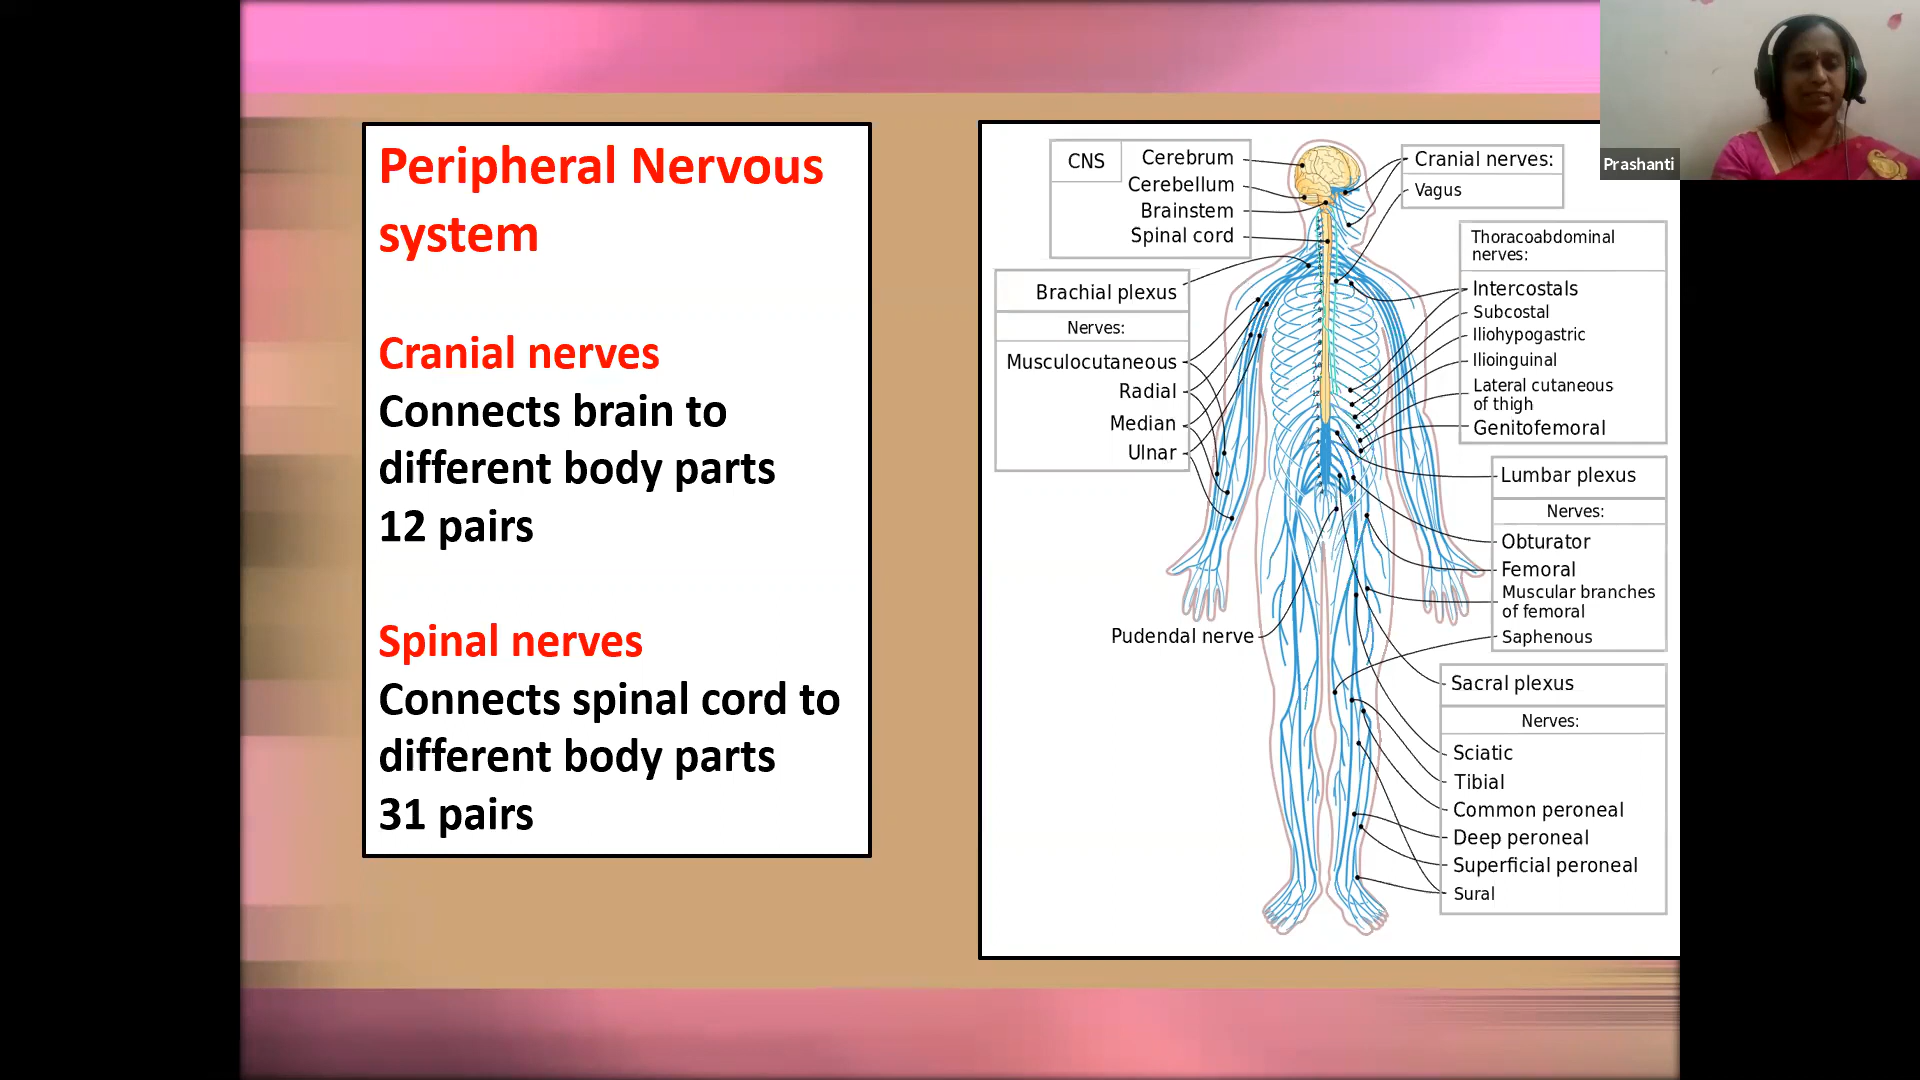 Peripheral Nervous
system
Cranial nerves
Connects brain to
different body parts
12 pairs
Spinal nerves
Connects spinal cord to
different body parts
31 pairs
CNS
Cerebrum
Cerebellum
Brainstem
Spinal cord
Brachial plexus
Nerves:
Musculocutaneous
Radial
Median
Ulnar
Pudendal nerve
Cranial nerves:
Vagus
Thoracoabdominal
nerves:
Intercostals
Subcostal
Iliohypogastric
Ilioinguinal
Lateral cutaneous
of thigh
Genitofemoral
Lumbar plexus
Nerves:
Obturator
Femoral
Muscular branches
of femoral
Saphenous
Sacral plexus
Nerves:
Sciatic
Tibial
Common peroneal
Deep peroneal
Superficial peroneal
Sural
Prashanti